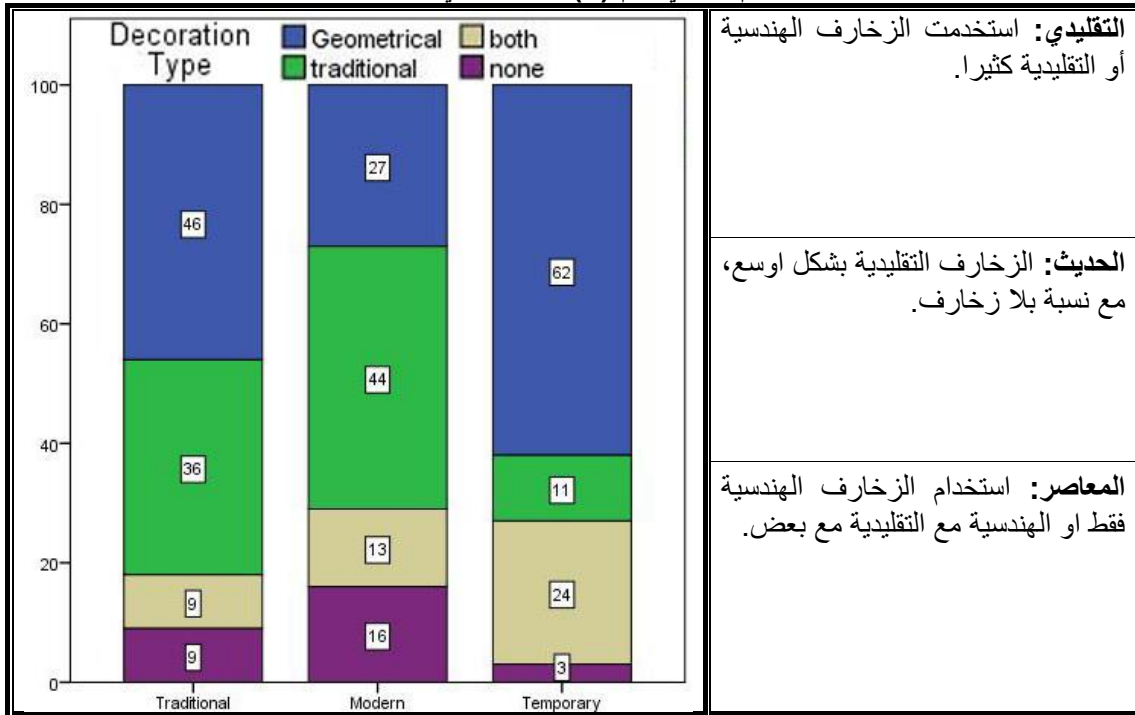 Decoration Type
Geometrical
both
traditional
none
100
80
60
40
20
0
46
36
9
9
27
44
13
16
62
11
24
3
Traditional
Modern
Temporary
التقليدي: استخدمت الزخارف الهندسية
أو التقليدية كثيرا.
الحديث: الزخارف التقليدية بشكل اوسع،
مع نسبة بلا زخارف.
المعاصر: استخدام الزخارف الهندسية
فقط او الهندسية مع التقليدية مع بعض.